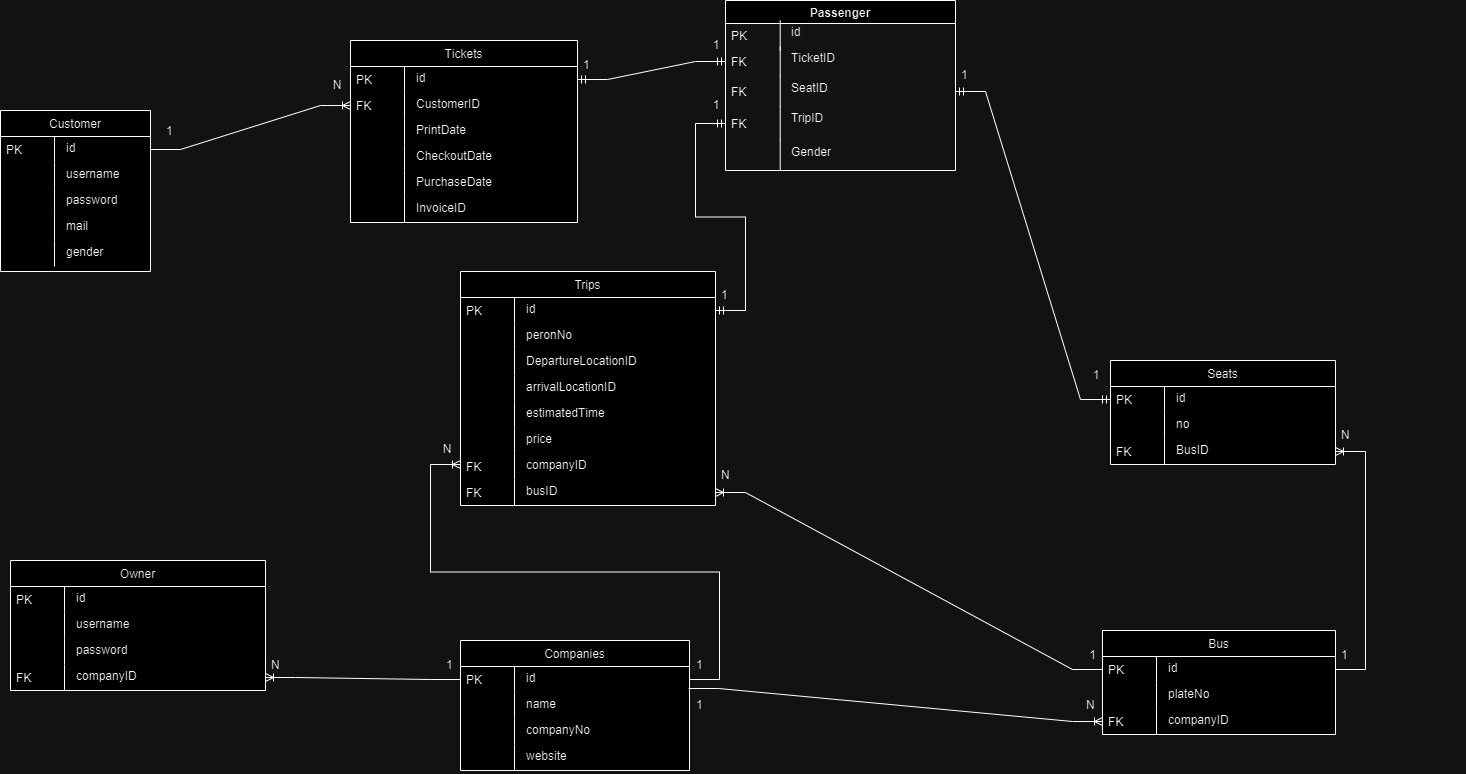 Passenger
PK id
FK TicketID
FK SeatID
FK TripID
Gender
1
1
1
Tickets
PK id
FK CustomerID
PrintDate
CheckoutDate
PurchaseDate
InvoiceID
N
1
Customer
PK id
username
password
mail
gender
1
Trips
PK id
peronNo
DepartureLocationID
arrivalLocationID
estimatedTime
price
FK companyID
FK busID
1
N
N
Seats
PK id
no
FK BusID
1
N
Owner
PK id
username
password
FK companyID
N
Companies
PK id
name
companyNo
website
1
1
1
Bus
PK id
plateNo
FK companyID
1
1
N